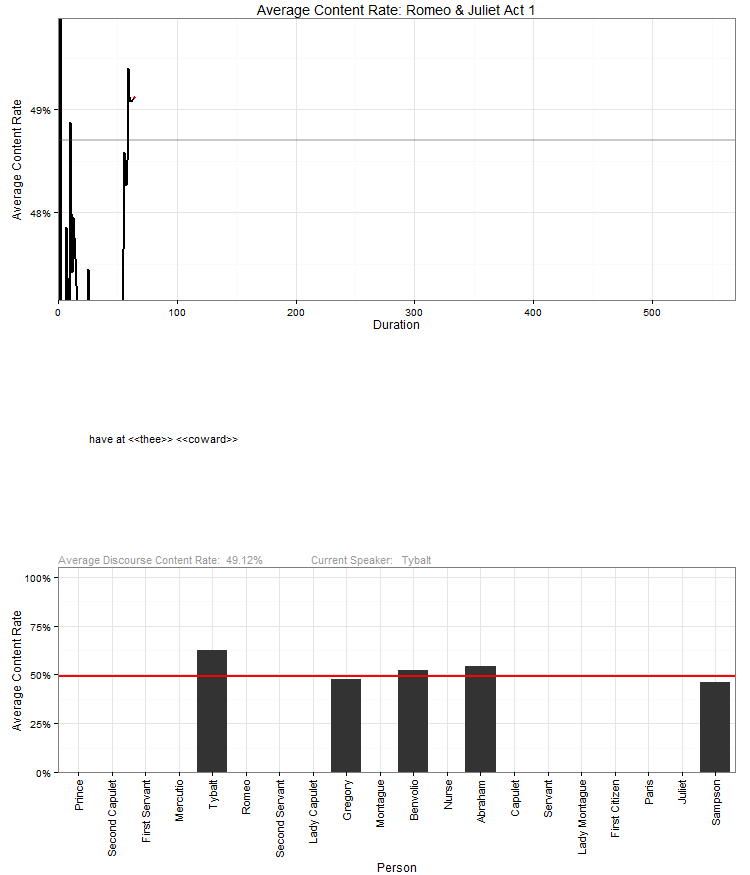 Average Content Rate: Romeo & Juliet Act 1
Average Content Rate
49%
48%
0 100 200 300 400 500
Duration
have at <<thee>> <<coward>>
Average Discourse Content Rate: 49.12% Current Speaker: Tybalt
Average Content Rate
100%
75%
50%
25%
0%
Prince
Second Capulet
First Servant
Mercutio
Tybalt
Romeo
Second Servant
Lady Capulet
Gregory
Montague
Benvolio
Nurse
Abraham
Capulet
Servant
Lady Montague
First Citizen
Paris
Juliet
Sampson
Person